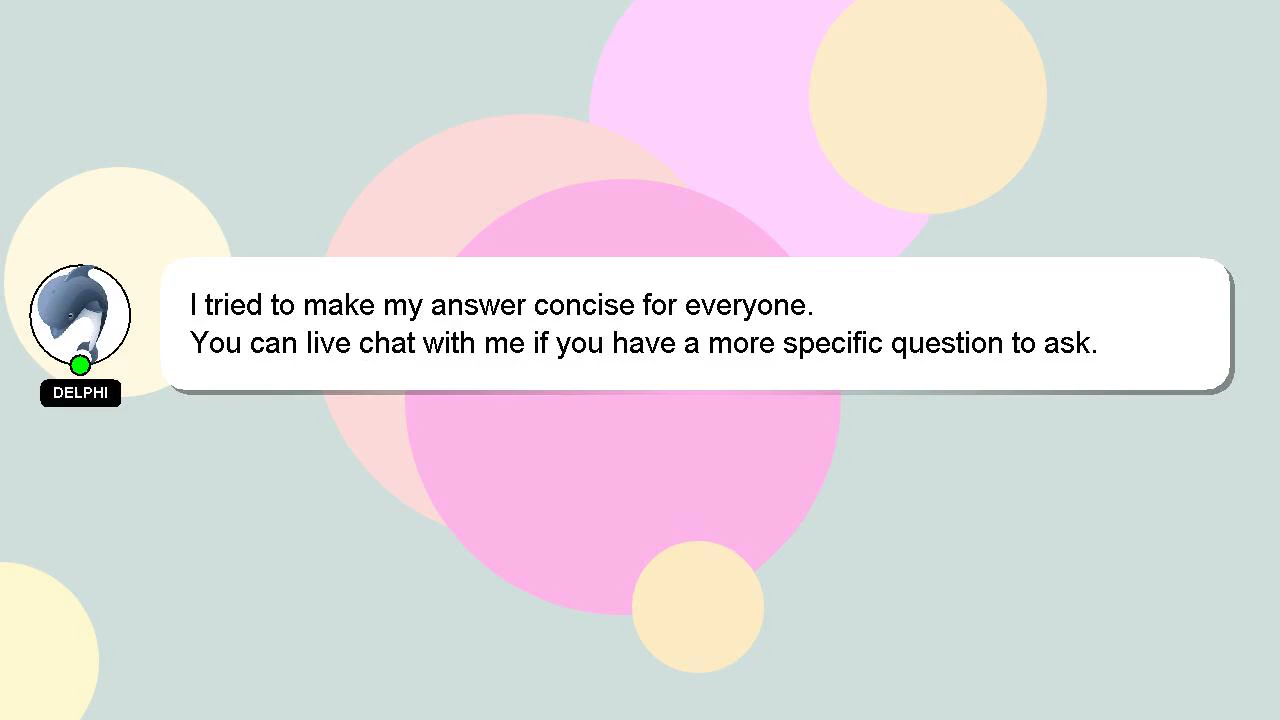 I tried to make my answer concise for everyone.
You can live chat with me if you have a more specific question to ask.
DELPHI